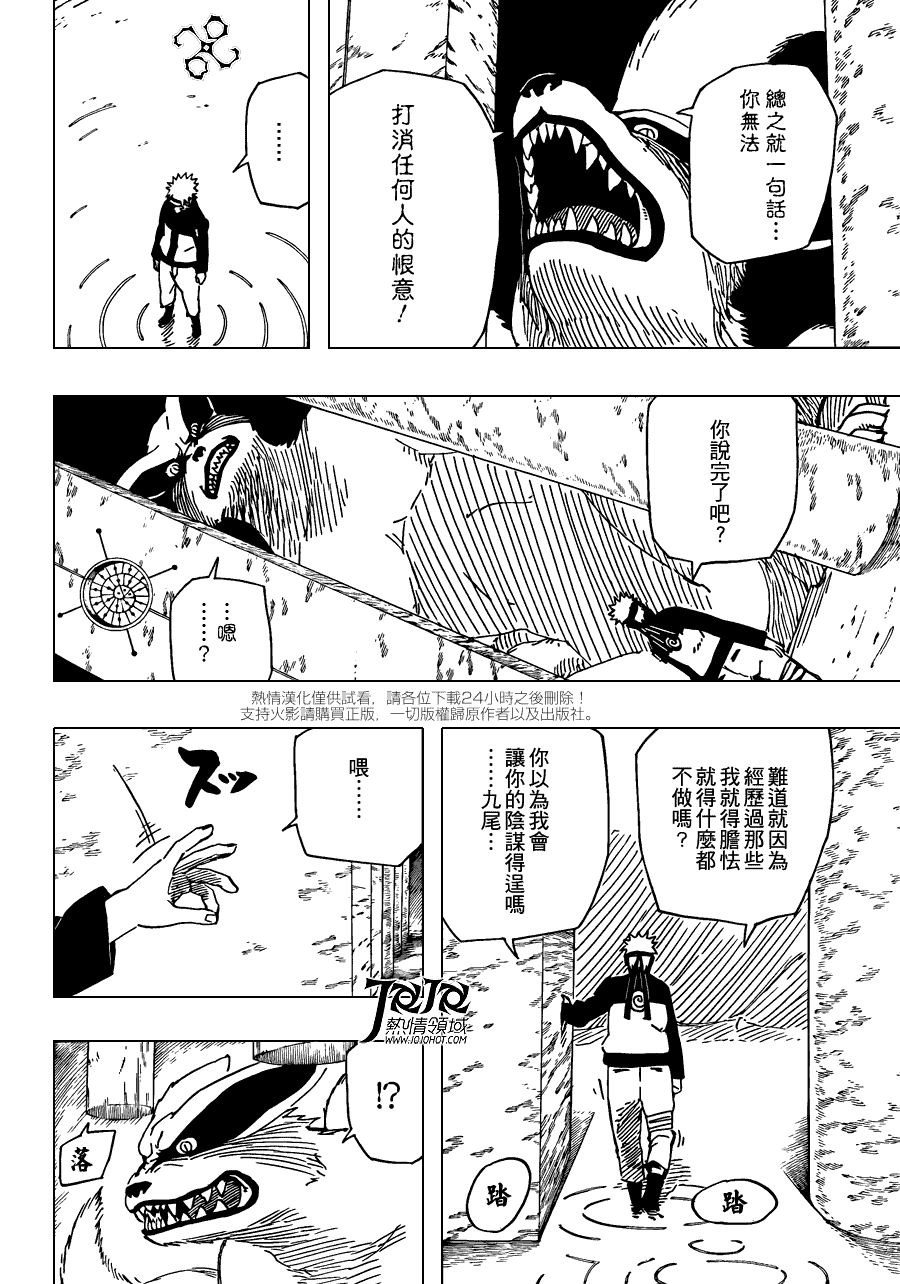 總之就一句話…
你無法
打消任何人的恨意！
……
你說完了吧？
…嗯
……？
熱情漢化僅供試看，請各位下載24小時之後刪除！
支持火影請購買正版，一切版權歸原作者以及出版社。
難道就因為
經歷過那些
我就得膽怯
就得什麼都
不做嗎？
你以為我會
讓你的陰謀得逞嗎
……九尾…
踏
踏
喂……
ズッ
JOJO
熱情領域
WWW.JOJOHOT.COM
!?
落